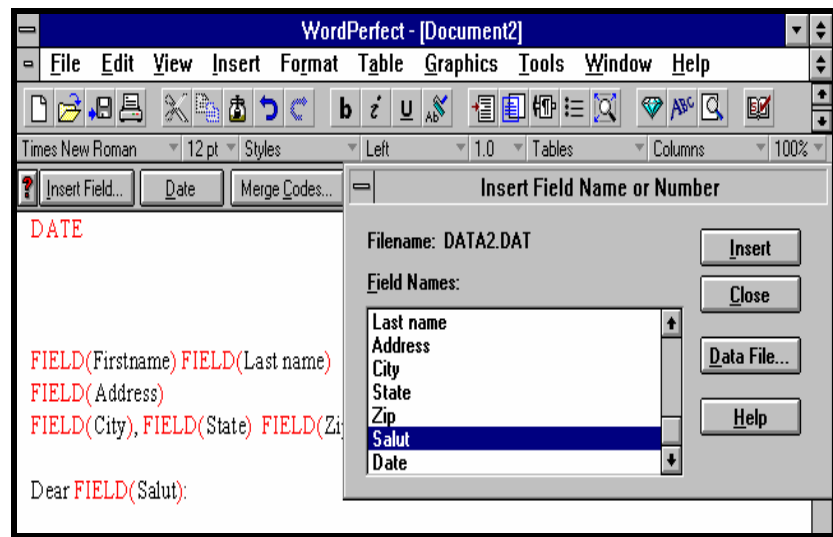 WordPerfect - [Document2]
File Edit View Insert Format Table Graphics Tools Window Help
b i U ABC
Times New Roman 12 pt Styles Left 1.0 Tables Columns 100%
? Insert Field... Date Merge Codes...
DATE
FIELD(Firstname) FIELD(Last name)
FIELD(Address)
FIELD(City), FIELD(State) FIELD(Zi
Dear FIELD(Salut):
Insert Field Name or Number
Filename: DATA2.DAT
Field Names:
Last name
Address
City
State
Zip
Salut
Date
Insert
Close
Data File...
Help